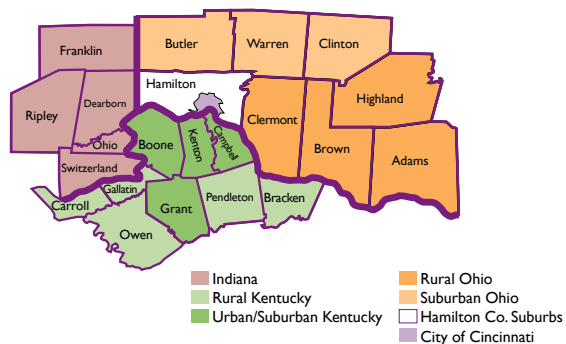 Franklin
Butler
Warren
Clinton
Hamilton
Ripley
Dearborn
Highland
Clermont
Ohio
Boone
Kenton
Campbell
Brown
Adams
Switzerland
Gallatin
Carroll
Grant
Pendleton
Bracken
Owen
Indiana
Rural Kentucky
Urban/Suburban Kentucky
Rural Ohio
Suburban Ohio
Hamilton Co. Suburbs
City of Cincinnati